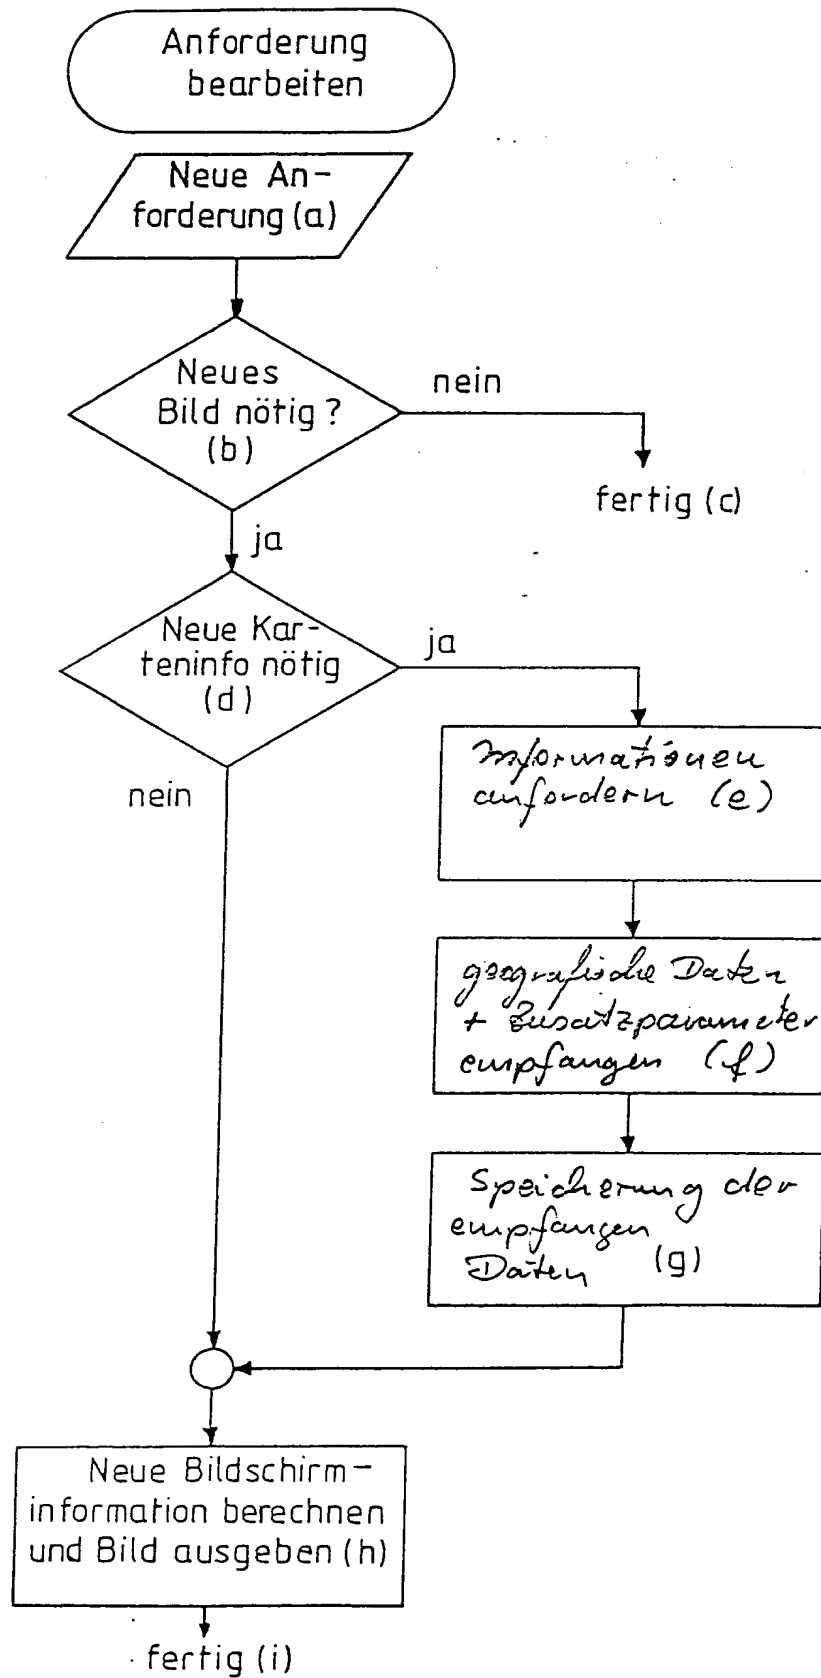 Anforderung
bearbeiten
Neue An-
forderung (a)
Neues
Bild nötig?
(b)
nein
fertig (c)
ja
Neue Kar-
teninfo nötig
(d)
ja
nein
Informationen
anfordern (e)
geografische Daten
+ Zusatzparameter
empfangen (f)
Speicherung der
empfangen
Daten (g)
Neue Bildschirm-
information berechnen
und Bild ausgeben (h)
fertig (i)